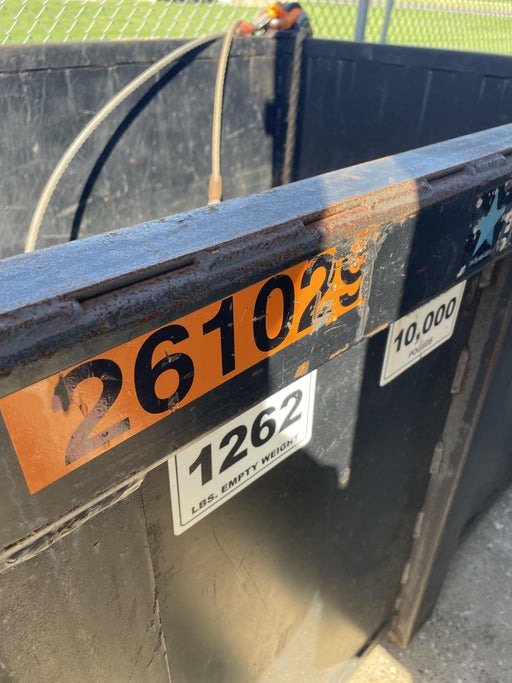 261029
1262
LBS. EMPTY WEIGHT
10,000
POUNDS